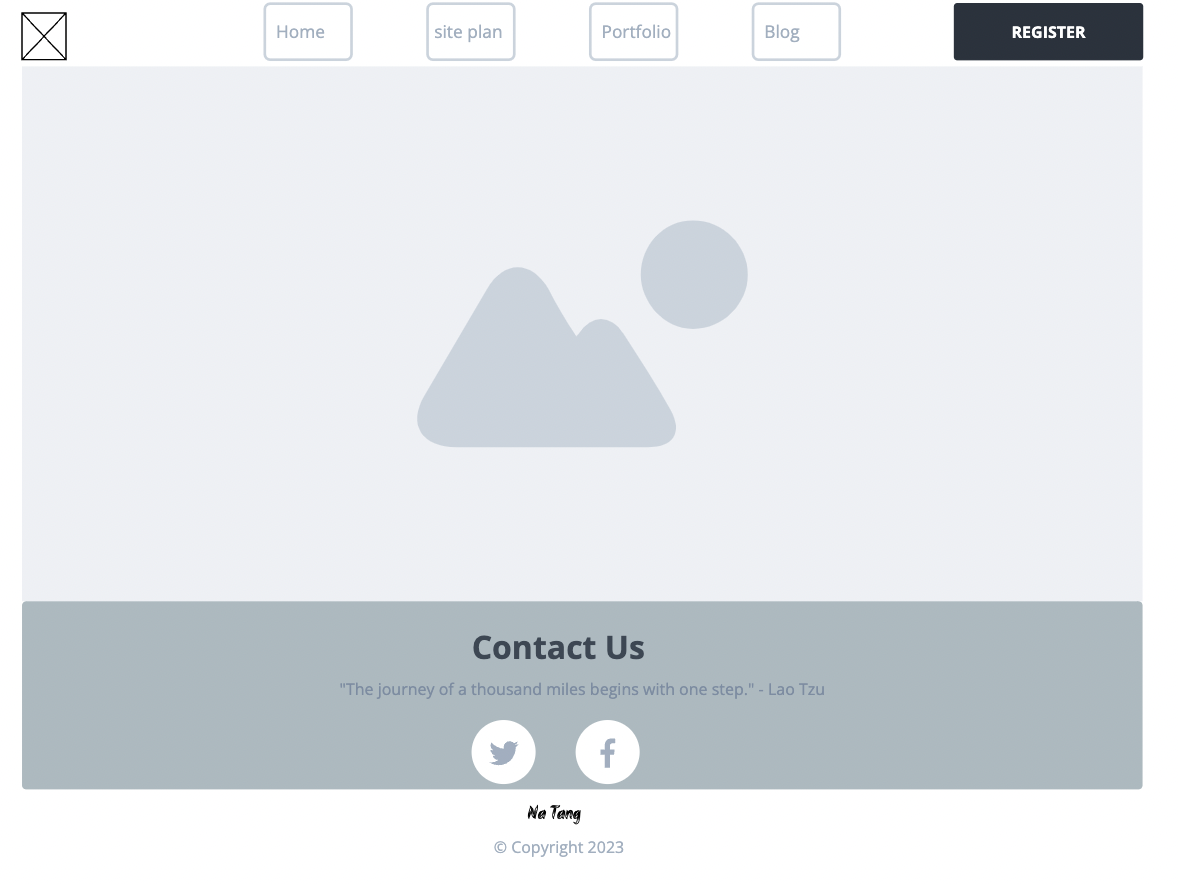 Home
site plan
Portfolio
Blog
REGISTER
Contact Us
"The journey of a thousand miles begins with one step." - Lao Tzu
Na Tang
© Copyright 2023